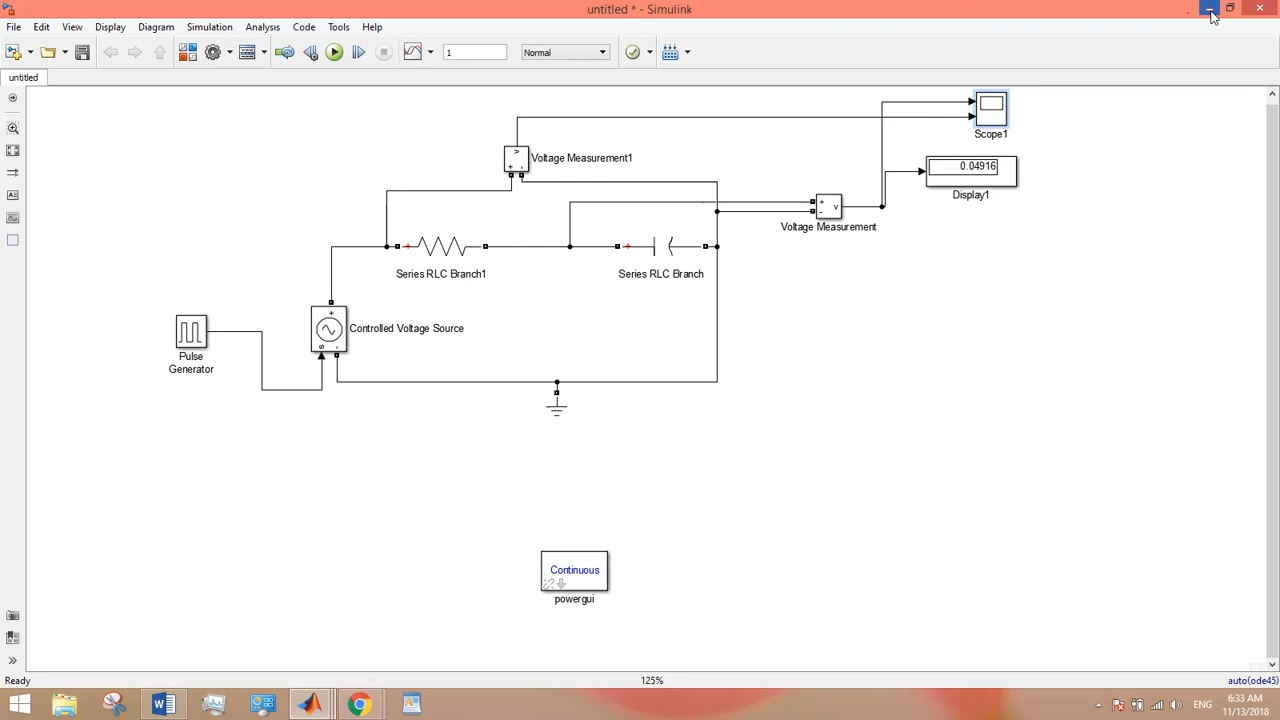 untitled * - Simulink
File Edit View Display Diagram Simulation Analysis Code Tools Help
1
Normal
untitled
Scope1
Voltage Measurement1
v
+ -
0.04916
Display1
+
-
v
Voltage Measurement
+
+
Series RLC Branch1
Series RLC Branch
+
s
-
Controlled Voltage Source
Pulse
Generator
Continuous
powergui
Ready
125%
auto(ode45)
ENG
6:33 AM
11/13/2018